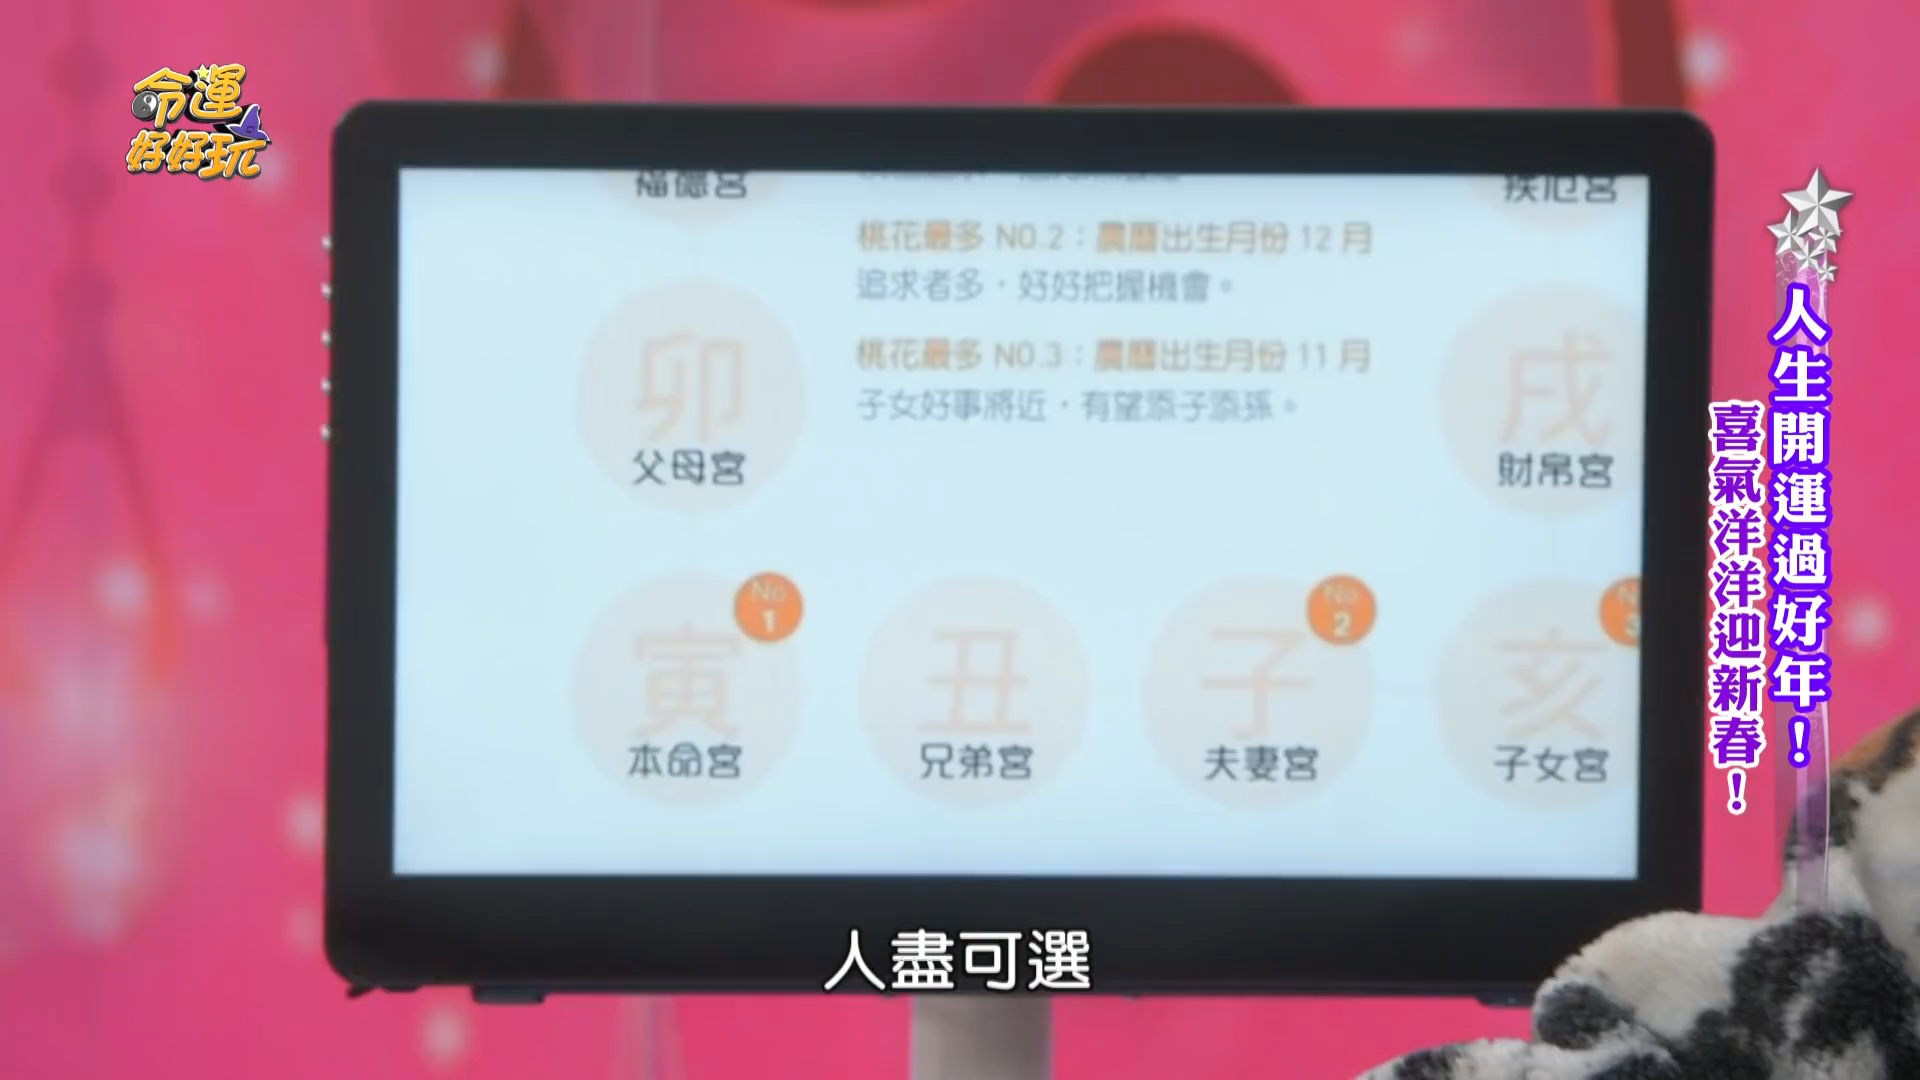 命運
好好玩
福德宮
疾厄宮
桃花最多 NO.2：農曆出生月份 12 月
追求者多，好好把握機會。
桃花最多 NO.3：農曆出生月份 11 月
子女好事將近，有望添子添孫。
卯
父母宮
戌
財帛宮
No
1
寅
本命宮
丑
兄弟宮
No
2
子
夫妻宮
3
亥
子女宮
人生開運過好年！
喜氣洋洋迎新春！
人盡可選